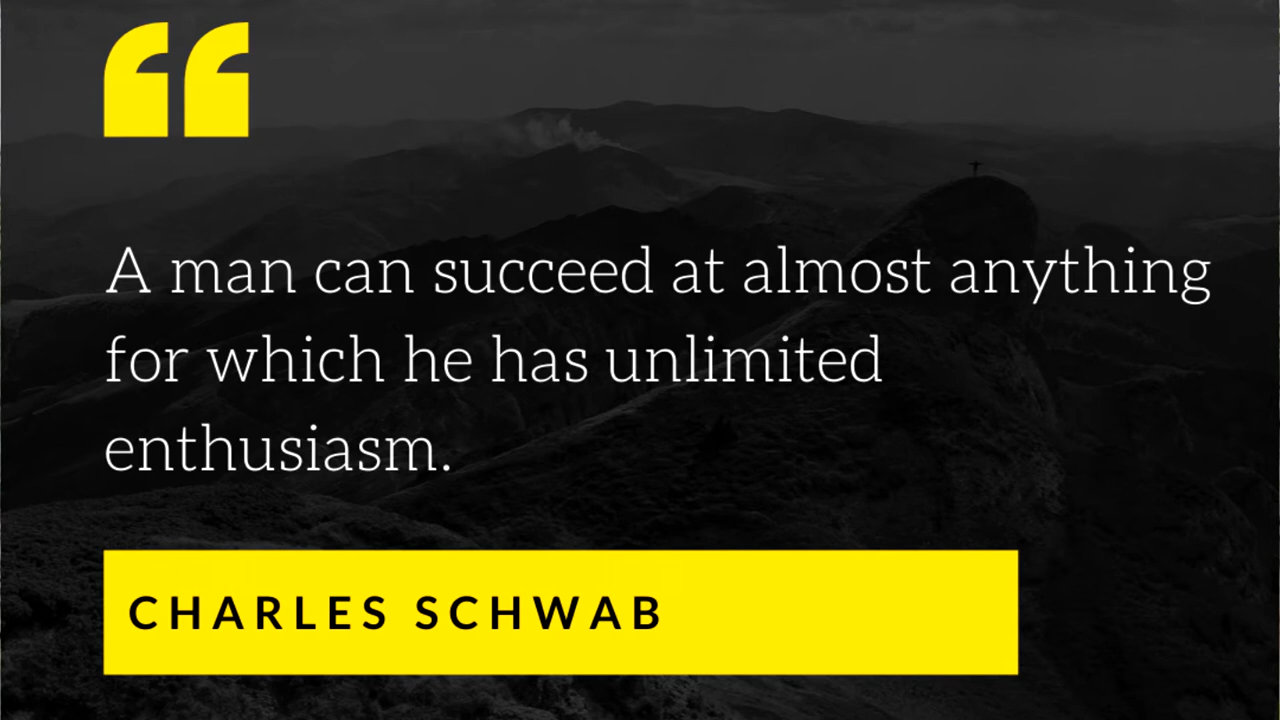 “
A man can succeed at almost anything
for which he has unlimited
enthusiasm.
CHARLES SCHWAB